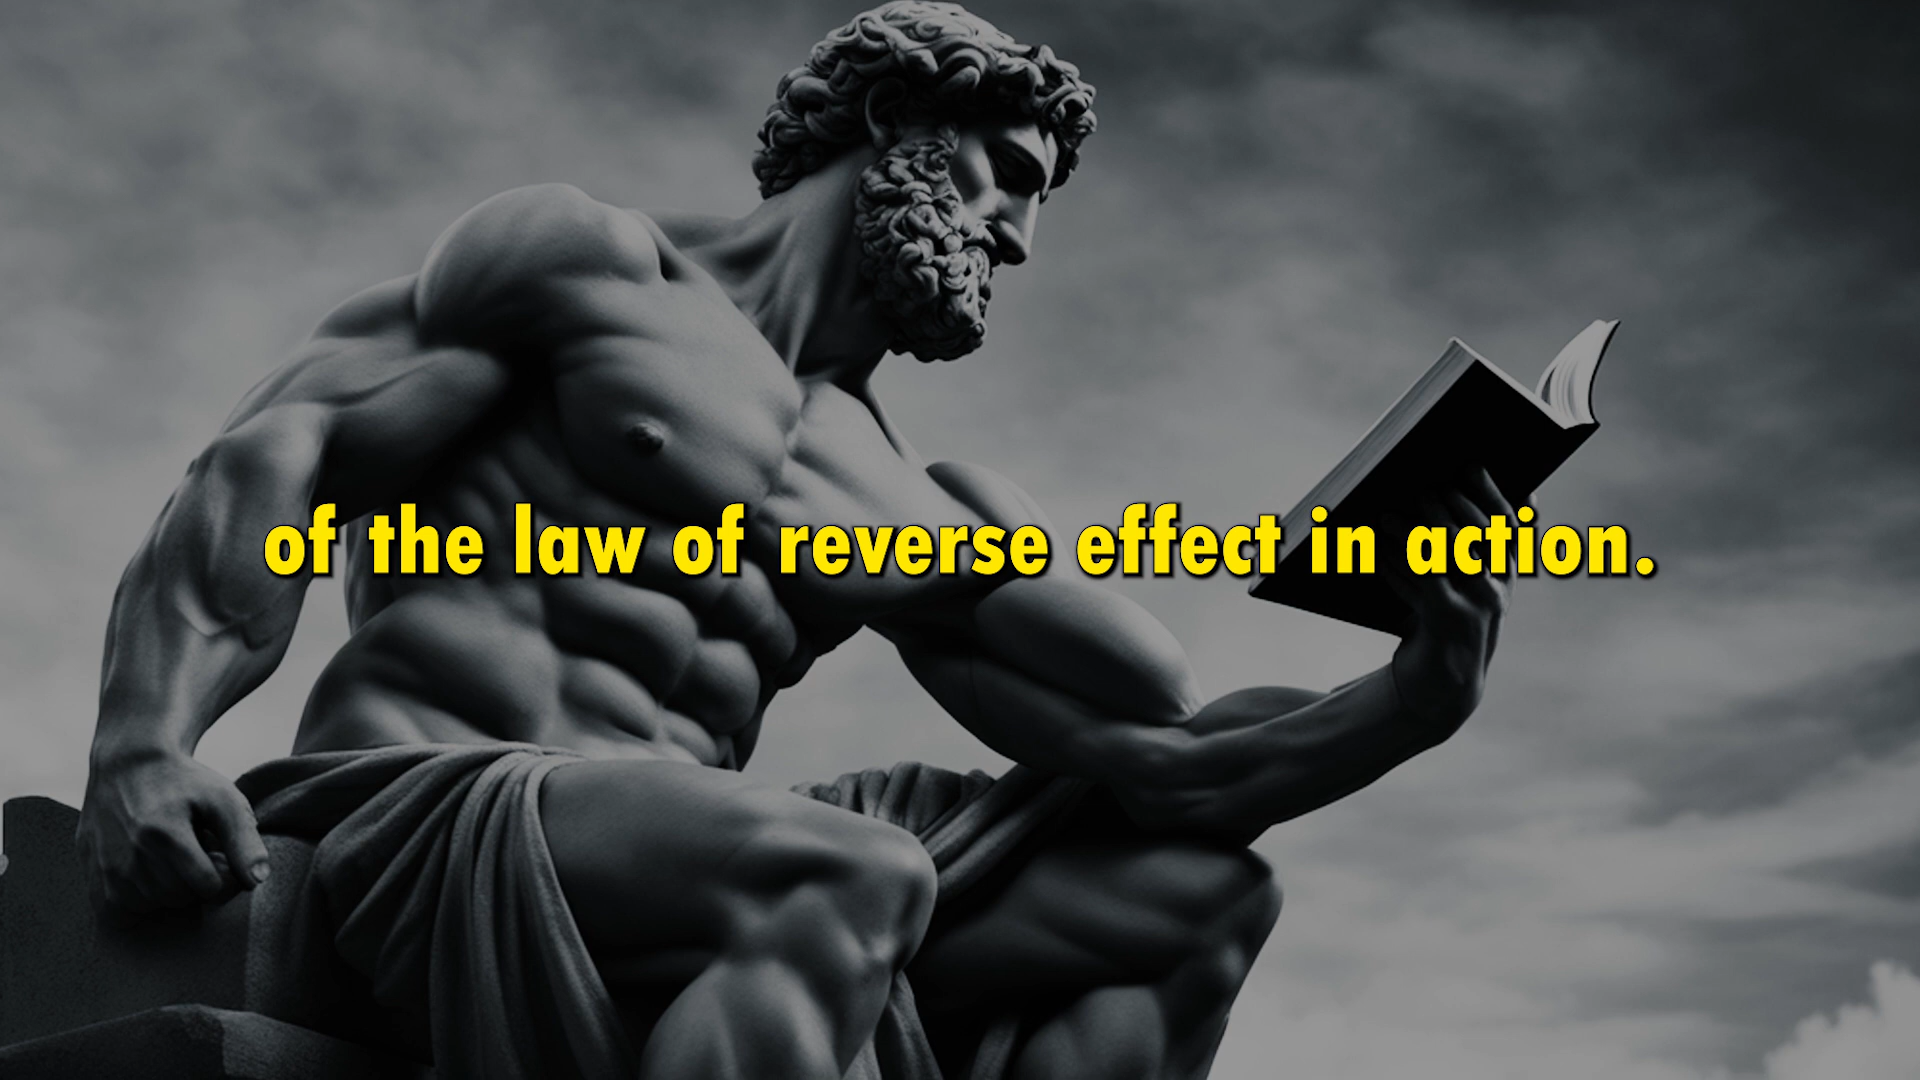 of the law of reverse effect in action.